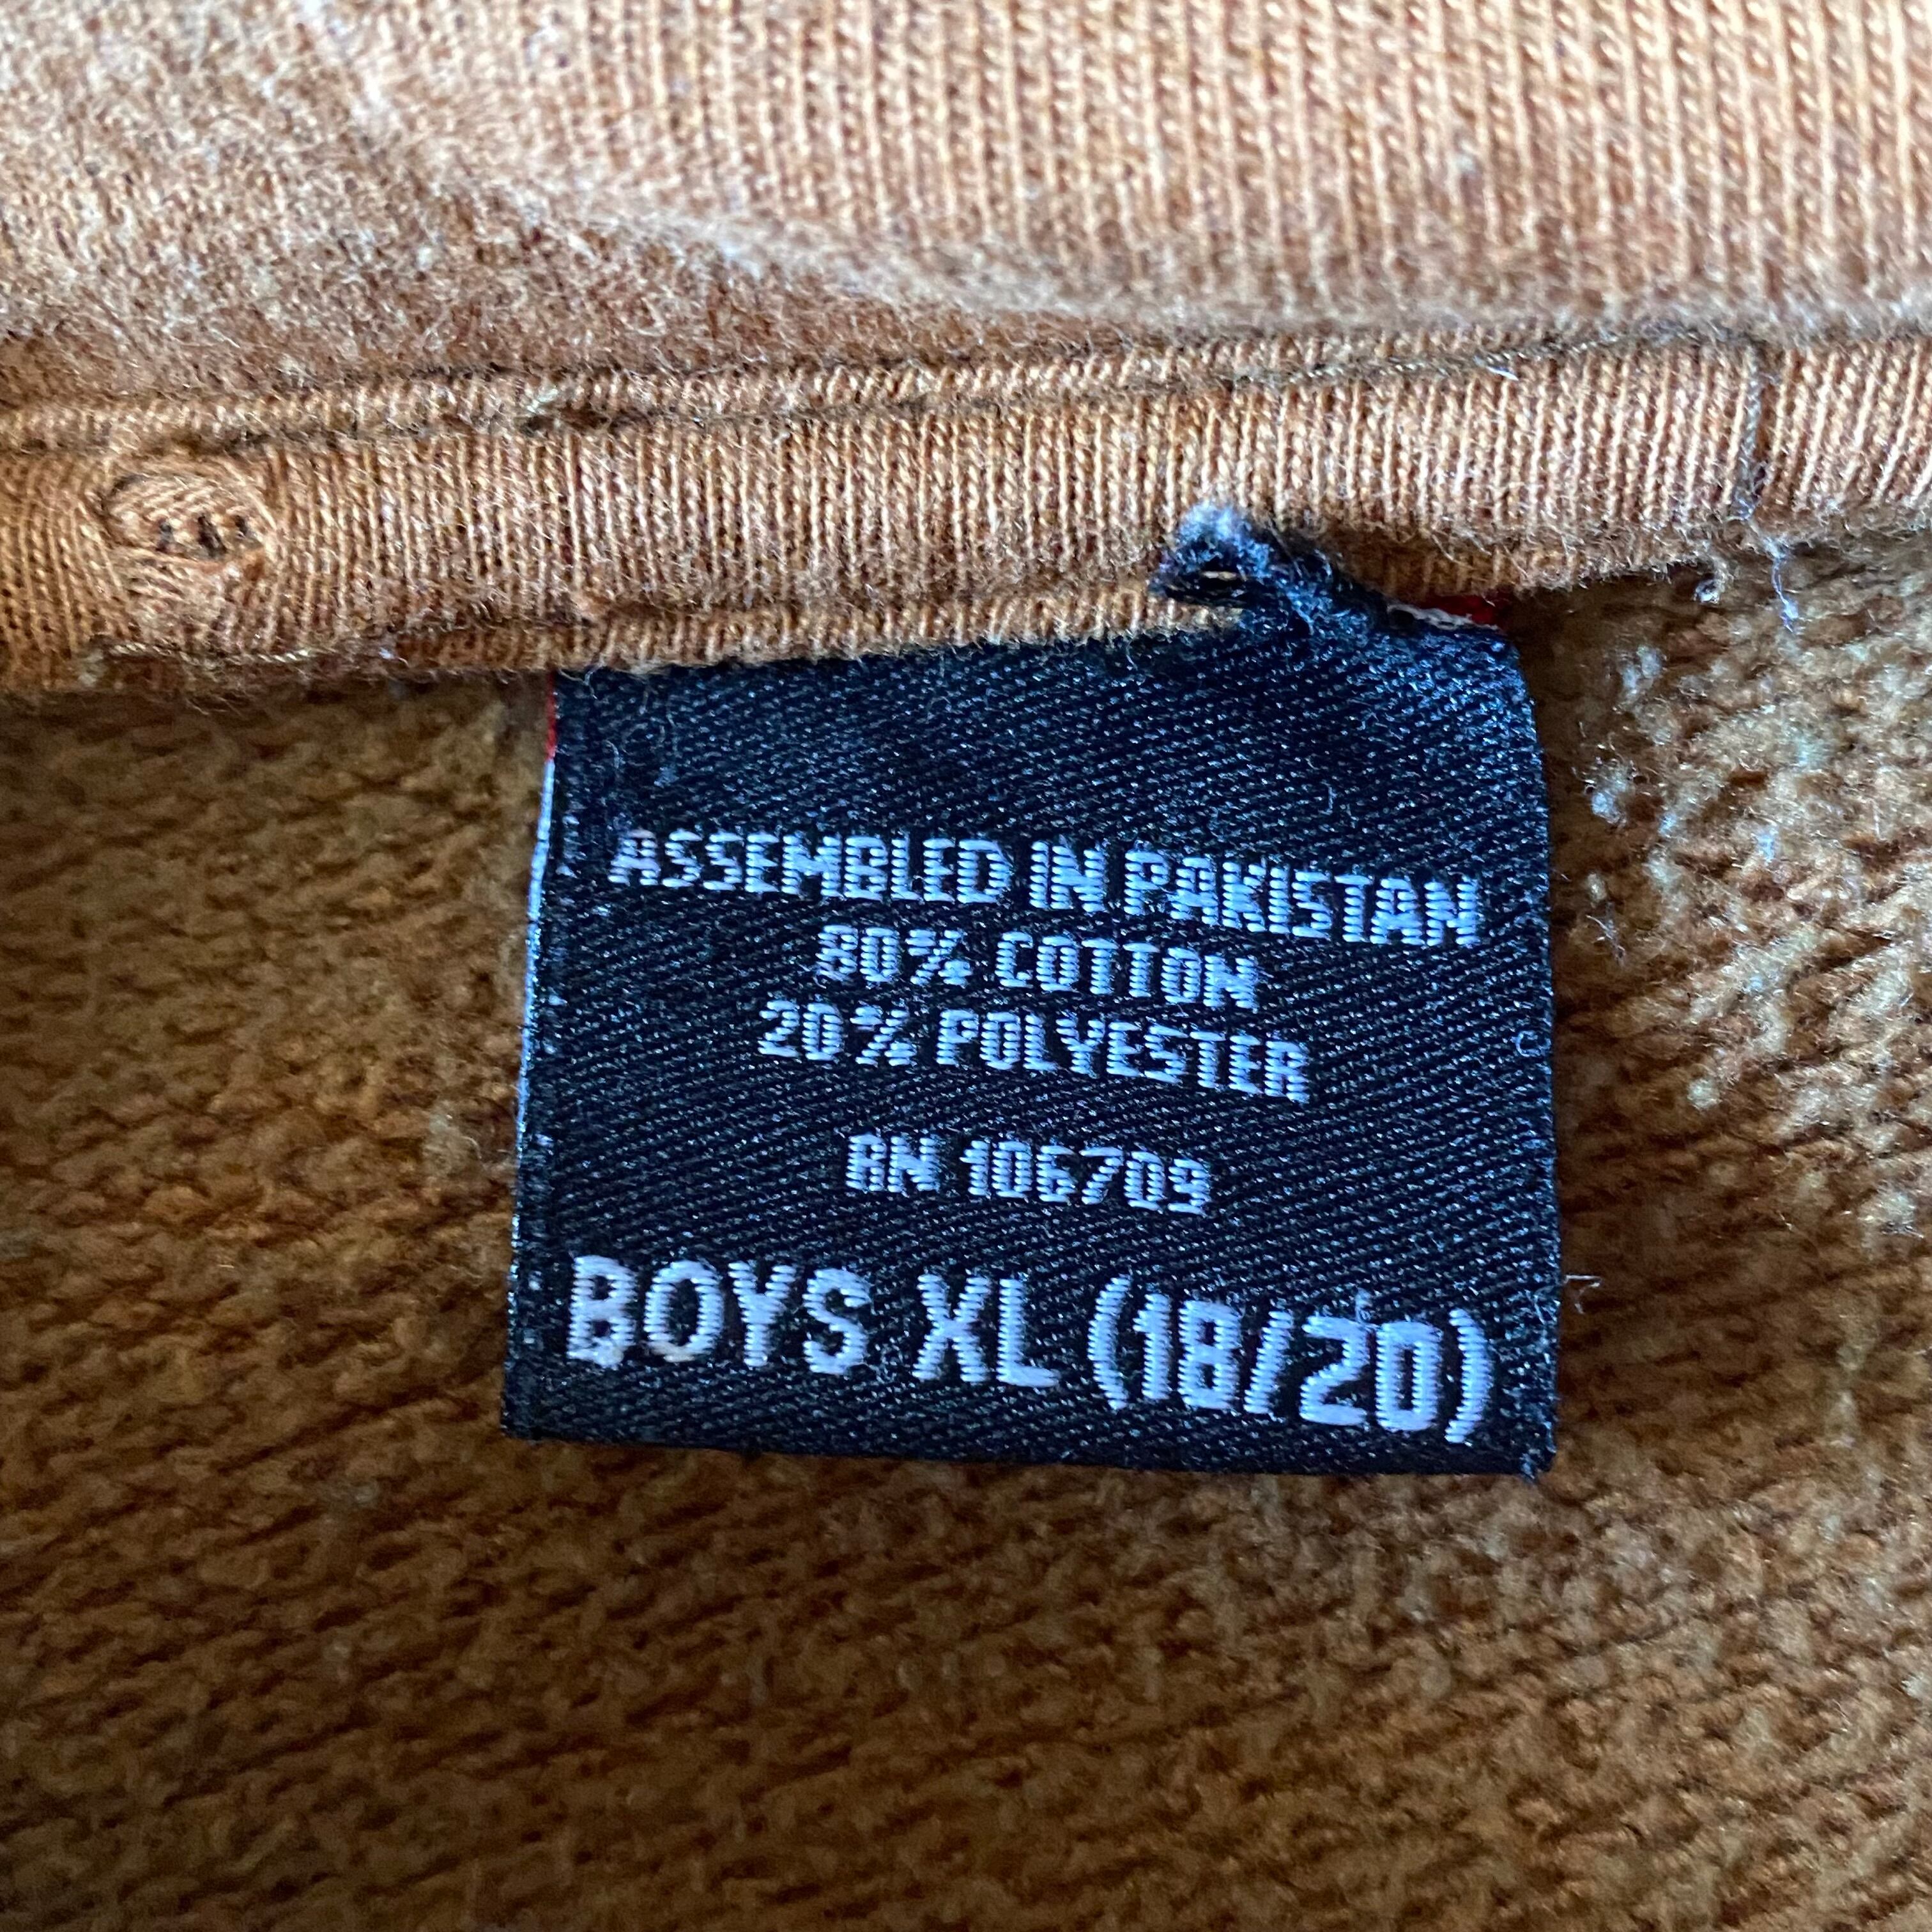 ASSEMBLED IN PAKISTAN
80% COTTON
20% POLYESTER
RN 106709
BOYS XL (18/20)